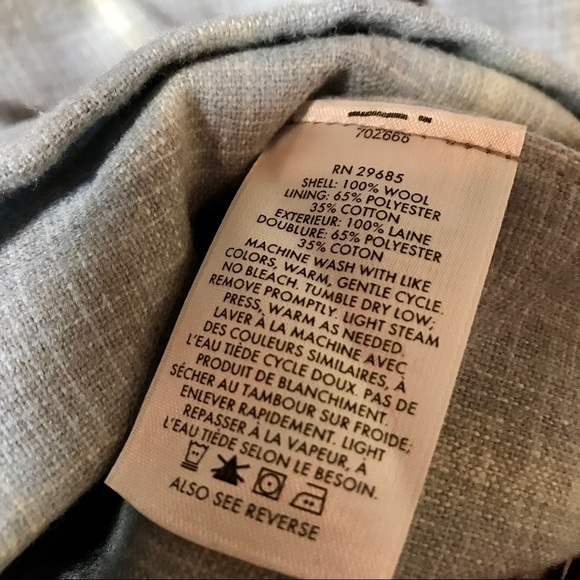 702666
RN 29685
SHELL: 100% WOOL
LINING: 65% POLYESTER
35% COTTON
EXTERIEUR: 100% LAINE
DOUBLURE: 65% POLYESTER
35% COTON
MACHINE WASH WITH LIKE
COLORS, WARM, GENTLE CYCLE.
NO BLEACH. TUMBLE DRY LOW;
REMOVE PROMPTLY. LIGHT STEAM
PRESS, WARM AS NEEDED.
LAVER À LA MACHINE AVEC
DES COULEURS SIMILAIRES, À
L'EAU TIÈDE CYCLE DOUX. PAS DE
PRODUIT DE BLANCHIMENT.
SÉCHER AU TAMBOUR SUR FROIDE;
ENLEVER RAPIDEMENT. LIGHT
REPASSER À LA VAPEUR, À
L'EAU TIÈDE SELON LE BESOIN.
ALSO SEE REVERSE